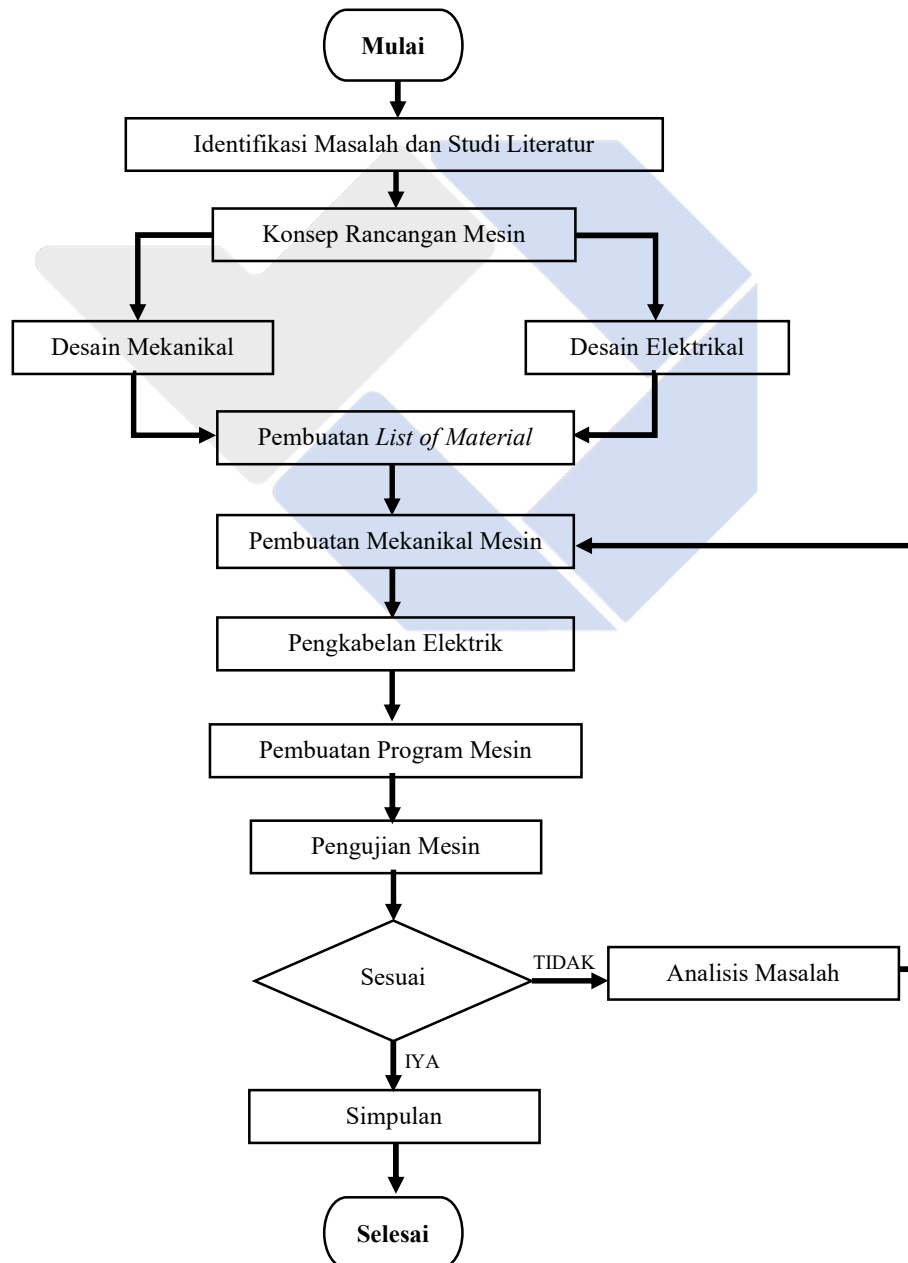 Mulai
Identifikasi Masalah dan Studi Literatur
Konsep Rancangan Mesin
Desain Mekanikal
Desain Elektrikal
Pembuatan List of Material
Pembuatan Mekanikal Mesin
Pengkabelan Elektrik
Pembuatan Program Mesin
Pengujian Mesin
Sesuai
TIDAK
Analisis Masalah
IYA
Simpulan
Selesai